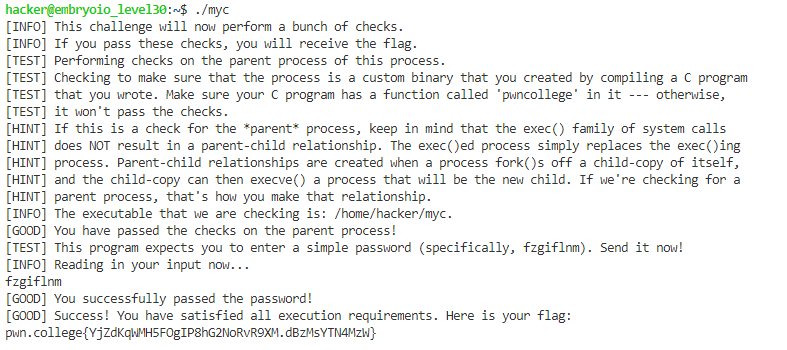 hacker@embryoio_level30:~$ ./myc
[INFO] This challenge will now perform a bunch of checks.
[INFO] If you pass these checks, you will receive the flag.
[TEST] Performing checks on the parent process of this process.
[TEST] Checking to make sure that the process is a custom binary that you created by compiling a C program
[TEST] that you wrote. Make sure your C program has a function called 'pwncollege' in it --- otherwise,
[TEST] it won't pass the checks.
[HINT] If this is a check for the *parent* process, keep in mind that the exec() family of system calls
[HINT] does NOT result in a parent-child relationship. The exec()ed process simply replaces the exec()ing
[HINT] process. Parent-child relationships are created when a process fork()s off a child-copy of itself,
[HINT] and the child-copy can then execve() a process that will be the new child. If we're checking for a
[HINT] parent process, that's how you make that relationship.
[INFO] The executable that we are checking is: /home/hacker/myc.
[GOOD] You have passed the checks on the parent process!
[TEST] This program expects you to enter a simple password (specifically, fzgiflnm). Send it now!
[INFO] Reading in your input now...
fzgiflnm
[GOOD] You successfully passed the password!
[GOOD] Success! You have satisfied all execution requirements. Here is your flag:
pwn.college{YjZdKqWMH5FOgIP8hG2NoRvR9XM.dBzMsYTN4MzW}